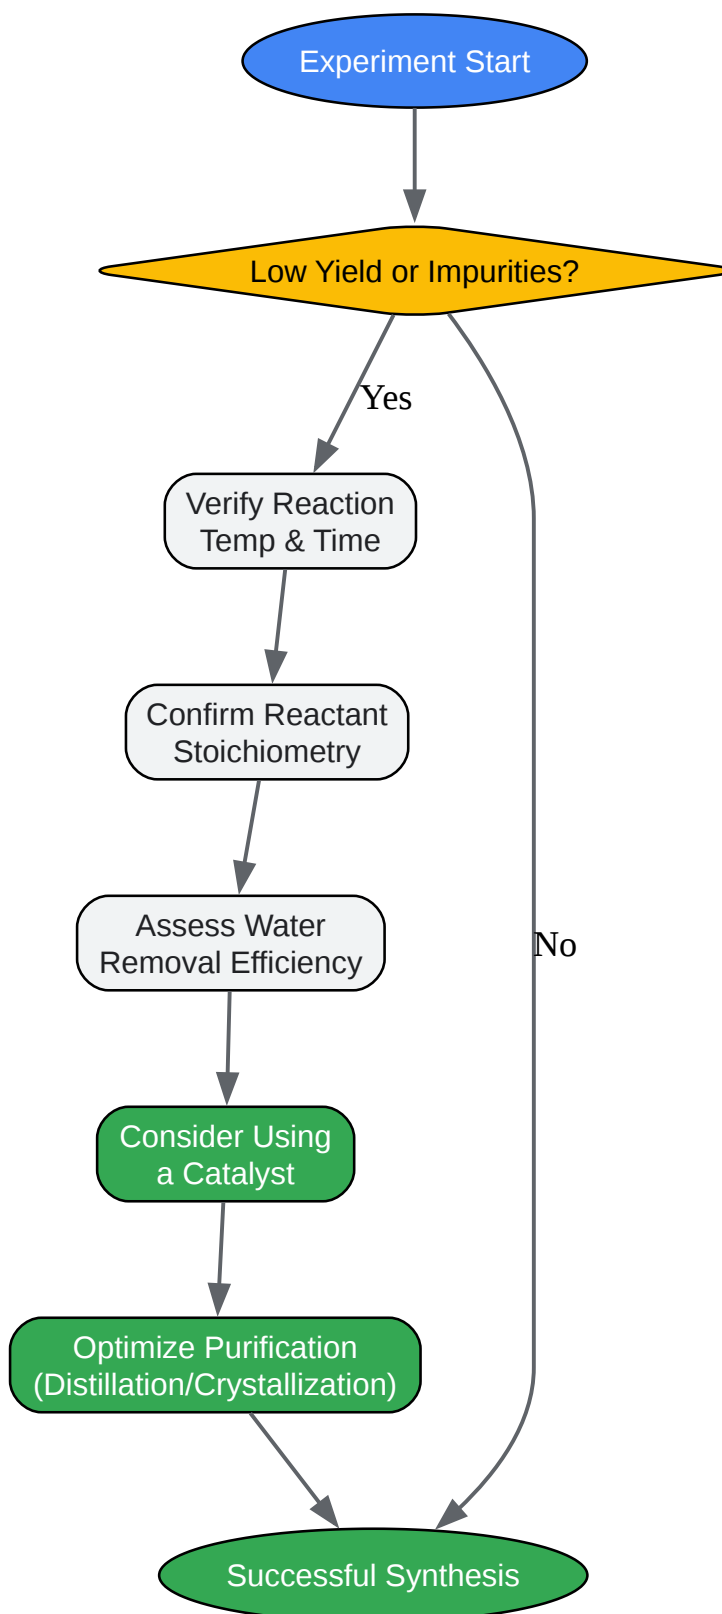 Experiment Start
Low Yield or Impurities?
Yes
Verify Reaction
Temp & Time
Confirm Reactant
Stoichiometry
Assess Water
Removal Efficiency
No
Consider Using
a Catalyst
Optimize Purification
(Distillation/Crystallization)
Successful Synthesis